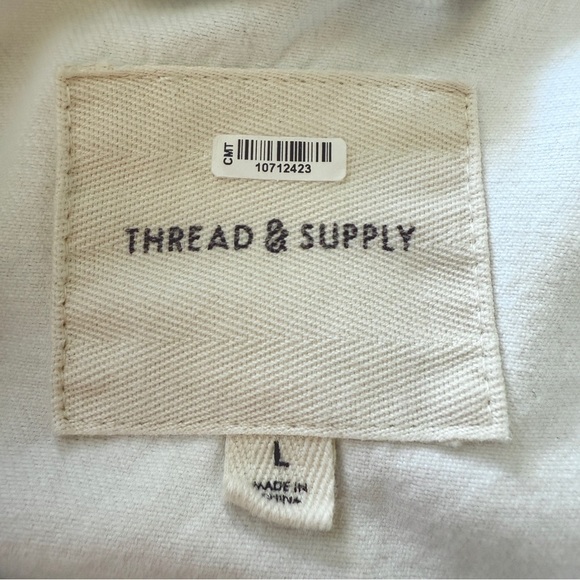 CMT
10712423
THREAD & SUPPLY
L
MADE IN
CHINA